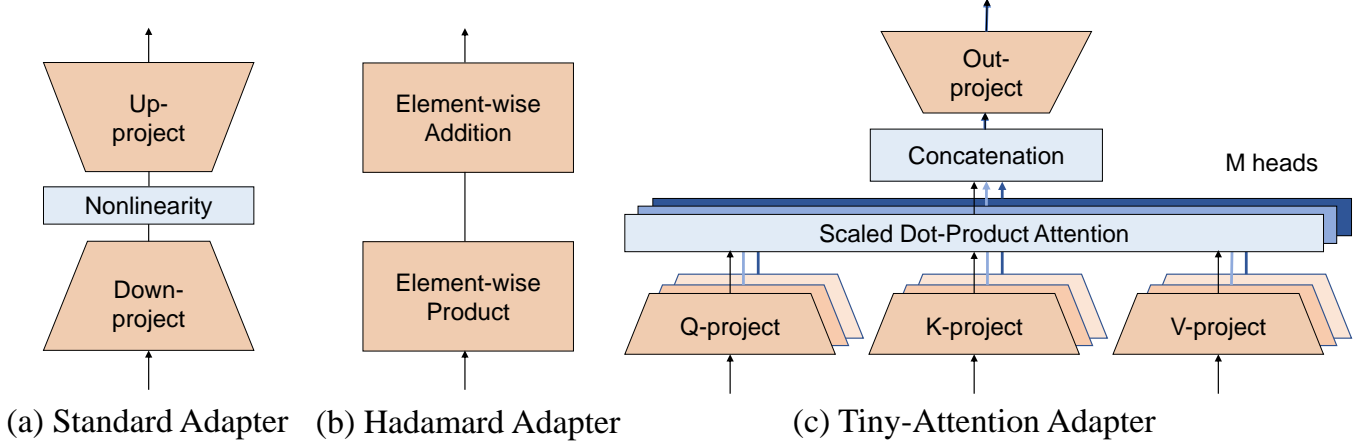 Up-
project
Nonlinearity
Down-
project
(a) Standard Adapter
Element-wise
Addition
Element-wise
Product
(b) Hadamard Adapter
Out-
project
Concatenation
M heads
Scaled Dot-Product Attention
Q-project
K-project
V-project
(c) Tiny-Attention Adapter